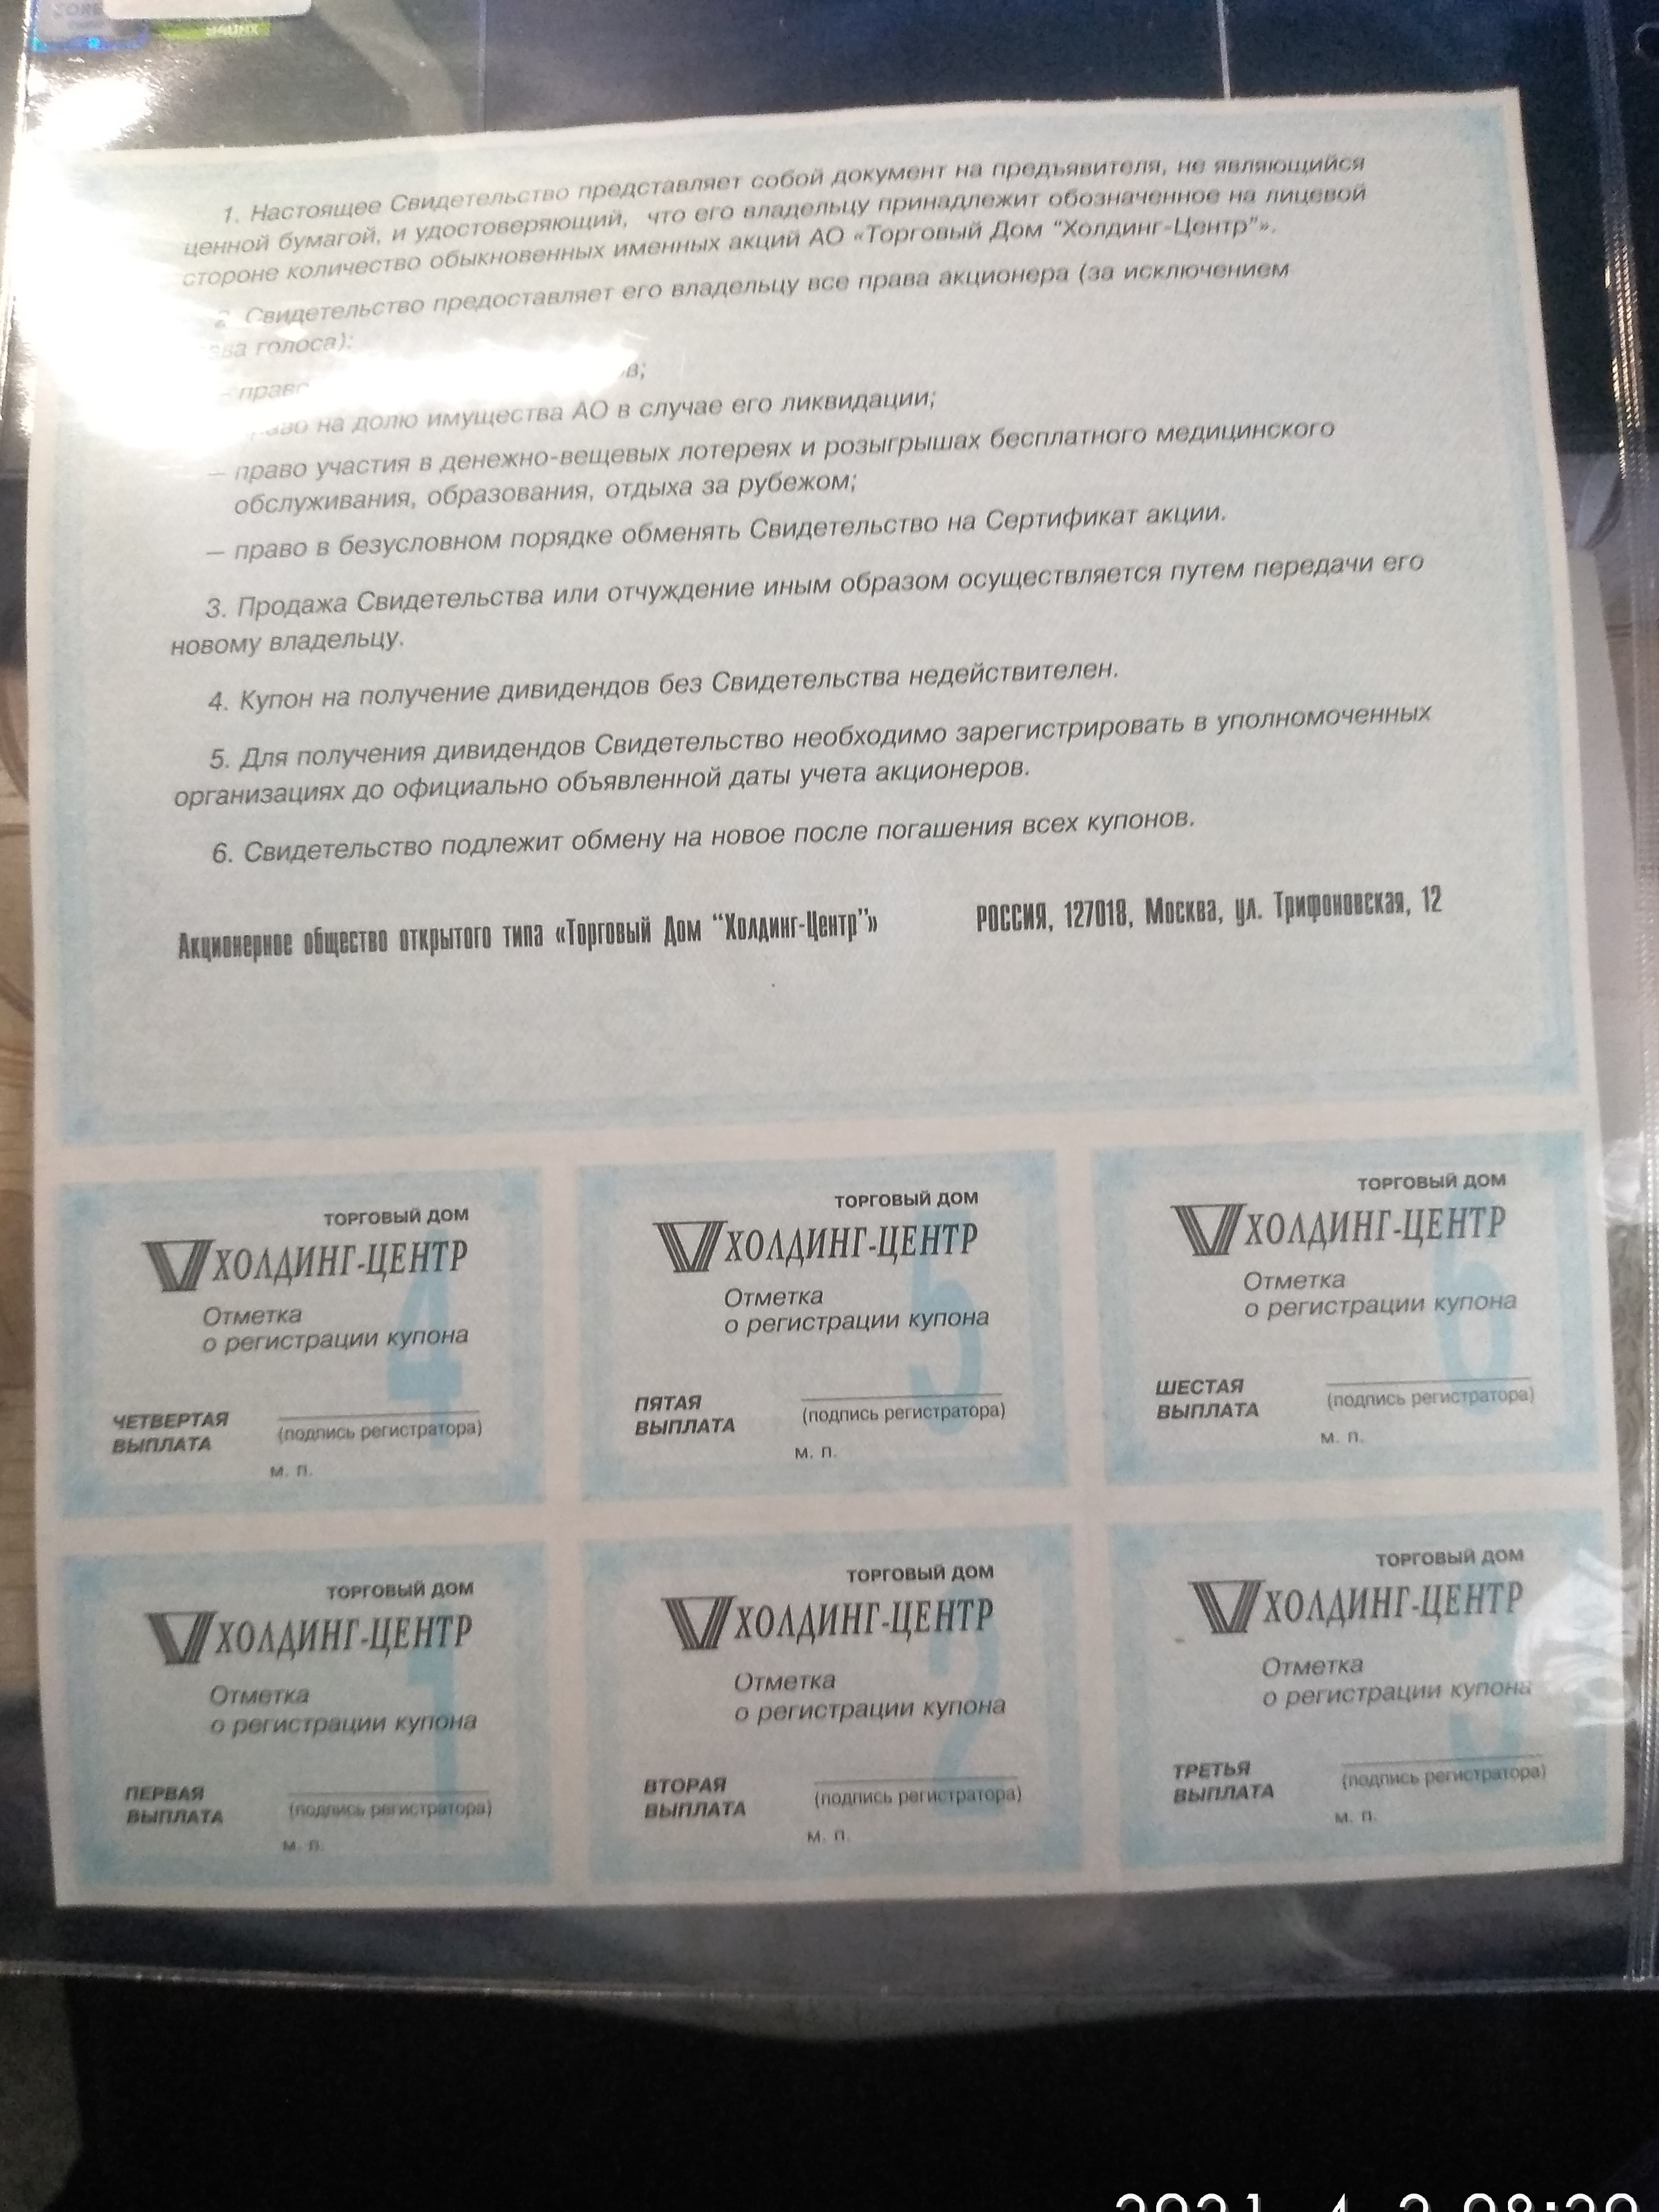 1. Настоящее Свидетельство представляет собой документ на предъявителя, не являющийся
ценной бумагой, и удостоверяющий, что его владельцу принадлежит обозначенное на лицевой
стороне количество обыкновенных именных акций АО «Торговый Дом “Холдинг-Центр”».
2. Свидетельство предоставляет его владельцу все права акционера (за исключением
голоса):
–
на долю имущества АО в случае его ликвидации;
– право участия в денежно-вещевых лотереях и розыгрышах бесплатного медицинского
обслуживания, образования, отдыха за рубежом;
– право в безусловном порядке обменять Свидетельство на Сертификат акции.
3. Продажа Свидетельства или отчуждение иным образом осуществляется путем передачи его
новому владельцу.
4. Купон на получение дивидендов без Свидетельства недействителен.
5. Для получения дивидендов Свидетельство необходимо зарегистрировать в уполномоченных
организациях до официально объявленной даты учета акционеров.
6. Свидетельство подлежит обмену на новое после погашения всех купонов.
Акционерное общество открытого типа «Торговый Дом “Холдинг-Центр”» РОССИЯ, 127018, Москва, ул. Трифоновская, 12
ТОРГОВЫЙ ДОМ
ХОЛДИНГ-ЦЕНТР
Отметка
о регистрации купона
4
ЧЕТВЕРТАЯ
ВЫПЛАТА
(подпись регистратора)
м. п.
ТОРГОВЫЙ ДОМ
ХОЛДИНГ-ЦЕНТР
Отметка
о регистрации купона
5
ПЯТАЯ
ВЫПЛАТА
(подпись регистратора)
м. п.
ТОРГОВЫЙ ДОМ
ХОЛДИНГ-ЦЕНТР
Отметка
о регистрации купона
6
ШЕСТАЯ
ВЫПЛАТА
(подпись регистратора)
м. п.
ТОРГОВЫЙ ДОМ
ХОЛДИНГ-ЦЕНТР
Отметка
о регистрации купона
1
ПЕРВАЯ
ВЫПЛАТА
(подпись регистратора)
м. п.
ТОРГОВЫЙ ДОМ
ХОЛДИНГ-ЦЕНТР
Отметка
о регистрации купона
2
ВТОРАЯ
ВЫПЛАТА
(подпись регистратора)
м. п.
ТОРГОВЫЙ ДОМ
ХОЛДИНГ-ЦЕНТР
Отметка
о регистрации купона
3
ТРЕТЬЯ
ВЫПЛАТА
(подпись регистратора)
м. п.